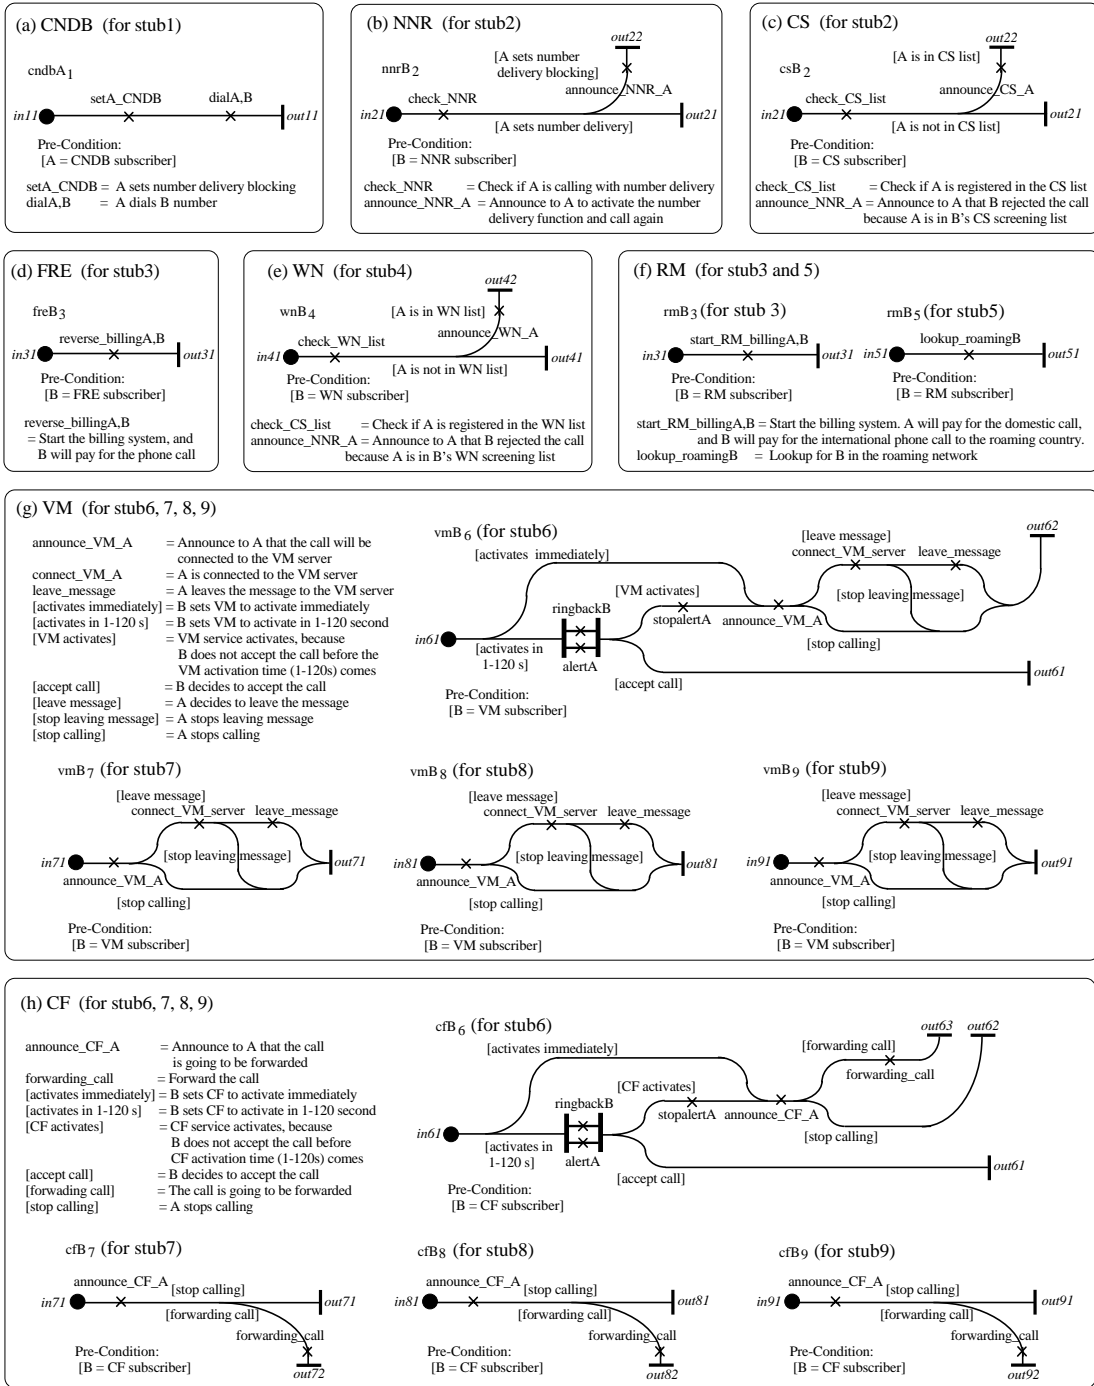 (a) CNDB (for stub1)
cndbA1
setA_CNDB
dialA,B
in11
out11
Pre-Condition:
[A = CNDB subscriber]
setA_CNDB = A sets number delivery blocking
dialA,B = A dials B number
(b) NNR (for stub2)
out22
[A sets number
delivery blocking]
nnrB2
announce_NNR_A
check_NNR
in21
out21
[A sets number delivery]
Pre-Condition:
[B = NNR subscriber]
check_NNR = Check if A is calling with number delivery
announce_NNR_A = Announce to A to activate the number
delivery function and call again
(c) CS (for stub2)
out22
[A is in CS list]
csB2
announce_CS_A
check_CS_list
in21
out21
[A is not in CS list]
Pre-Condition:
[B = CS subscriber]
check_CS_list = Check if A is registered in the CS list
announce_NNR_A = Announce to A that B rejected the call
because A is in B's CS screening list
(d) FRE (for stub3)
freB3
reverse_billingA,B
in31
out31
Pre-Condition:
[B = FRE subscriber]
reverse_billingA,B
= Start the billing system, and
B will pay for the phone call
(e) WN (for stub4)
out42
[A is in WN list]
wnB4
announce_WN_A
check_WN_list
in41
out41
[A is not in WN list]
Pre-Condition:
[B = WN subscriber]
check_CS_list = Check if A is registered in the WN list
announce_NNR_A = Announce to A that B rejected the call
because A is in B's WN screening list
(f) RM (for stub3 and 5)
rmB3 (for stub 3)
rmB5 (for stub5)
start_RM_billingA,B
lookup_roamingB
in31
out31
in51
out51
Pre-Condition:
[B = RM subscriber]
Pre-Condition:
[B = RM subscriber]
start_RM_billingA,B = Start the billing system. A will pay for the domestic call,
and B will pay for the international phone call to the roaming country.
lookup_roamingB = Lookup for B in the roaming network
(g) VM (for stub6, 7, 8, 9)
announce_VM_A = Announce to A that the call will be
connected to the VM server
connect_VM_A = A is connected to the VM server
leave_message = A leaves the message to the VM server
[activates immediately] = B sets VM to activate immediately
[activates in 1-120 s] = B sets VM to activate in 1-120 second
[VM activates] = VM service activates, because
B does not accept the call before the
VM activation time (1-120s) comes
[accept call] = B decides to accept the call
[leave message] = A decides to leave the message
[stop leaving message] = A stops leaving message
[stop calling] = A stops calling
vmB6 (for stub6)
out62
[leave message]
connect_VM_server
leave_message
[activates immediately]
[VM activates]
[stop leaving message]
ringbackB
stopalertA
announce_VM_A
in61
[activates in
1-120 s]
alertA
[stop calling]
[accept call]
out61
Pre-Condition:
[B = VM subscriber]
vmB7 (for stub7)
[leave message]
connect_VM_server
leave_message
in71
[stop leaving message]
out71
announce_VM_A
[stop calling]
Pre-Condition:
[B = VM subscriber]
vmB8 (for stub8)
[leave message]
connect_VM_server
leave_message
in81
[stop leaving message]
out81
announce_VM_A
[stop calling]
Pre-Condition:
[B = VM subscriber]
vmB9 (for stub9)
[leave message]
connect_VM_server
leave_message
in91
[stop leaving message]
out91
announce_VM_A
[stop calling]
Pre-Condition:
[B = VM subscriber]
(h) CF (for stub6, 7, 8, 9)
announce_CF_A = Announce to A that the call
is going to be forwarded
forwarding_call = Forward the call
[activates immediately] = B sets CF to activate immediately
[activates in 1-120 s] = B sets CF to activate in 1-120 second
[CF activates] = CF service activates, because
B does not accept the call before
CF activation time (1-120s) comes
[accept call] = B decides to accept the call
[forwading call] = The call is going to be forwarded
[stop calling] = A stops calling
cfB6 (for stub6)
out63
out62
[activates immediately]
[forwarding call]
forwarding_call
[CF activates]
ringbackB
stopalertA
announce_CF_A
in61
[activates in
1-120 s]
alertA
[stop calling]
[accept call]
out61
Pre-Condition:
[B = CF subscriber]
cfB7 (for stub7)
announce_CF_A
[stop calling]
in71
out71
[forwarding call]
forwarding_call
Pre-Condition:
[B = CF subscriber]
out72
cfB8 (for stub8)
announce_CF_A
[stop calling]
in81
out81
[forwarding call]
forwarding_call
Pre-Condition:
[B = CF subscriber]
out82
cfB9 (for stub9)
announce_CF_A
[stop calling]
in91
out91
[forwarding call]
forwarding_call
Pre-Condition:
[B = CF subscriber]
out92